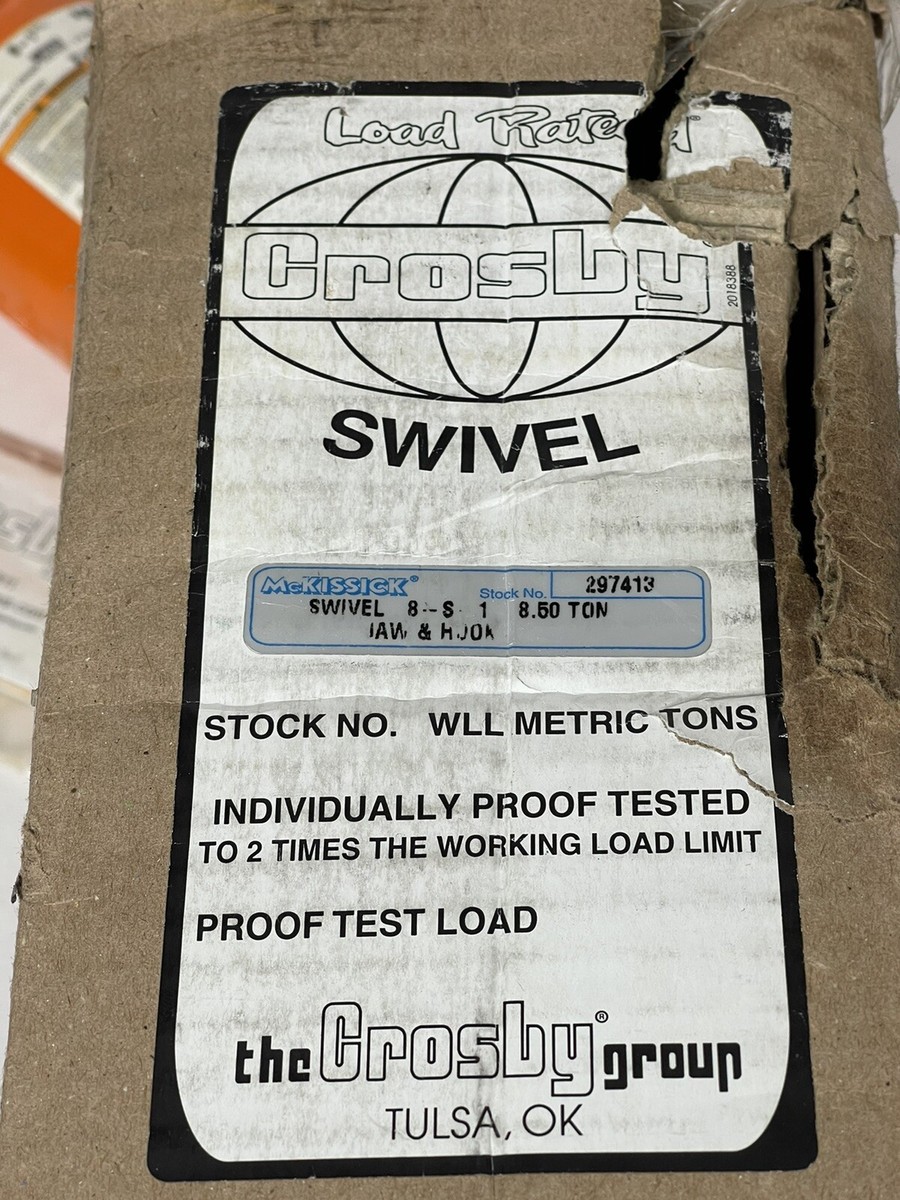 Load Rated®
Crosby
2018388
SWIVEL
McKISSICK® Stock No. 297413
SWIVEL 8-S- 1 8.50 TON
JAW & HOOK
STOCK NO. WLL METRIC TONS
INDIVIDUALLY PROOF TESTED
TO 2 TIMES THE WORKING LOAD LIMIT
PROOF TEST LOAD
the Crosby® group
TULSA, OK